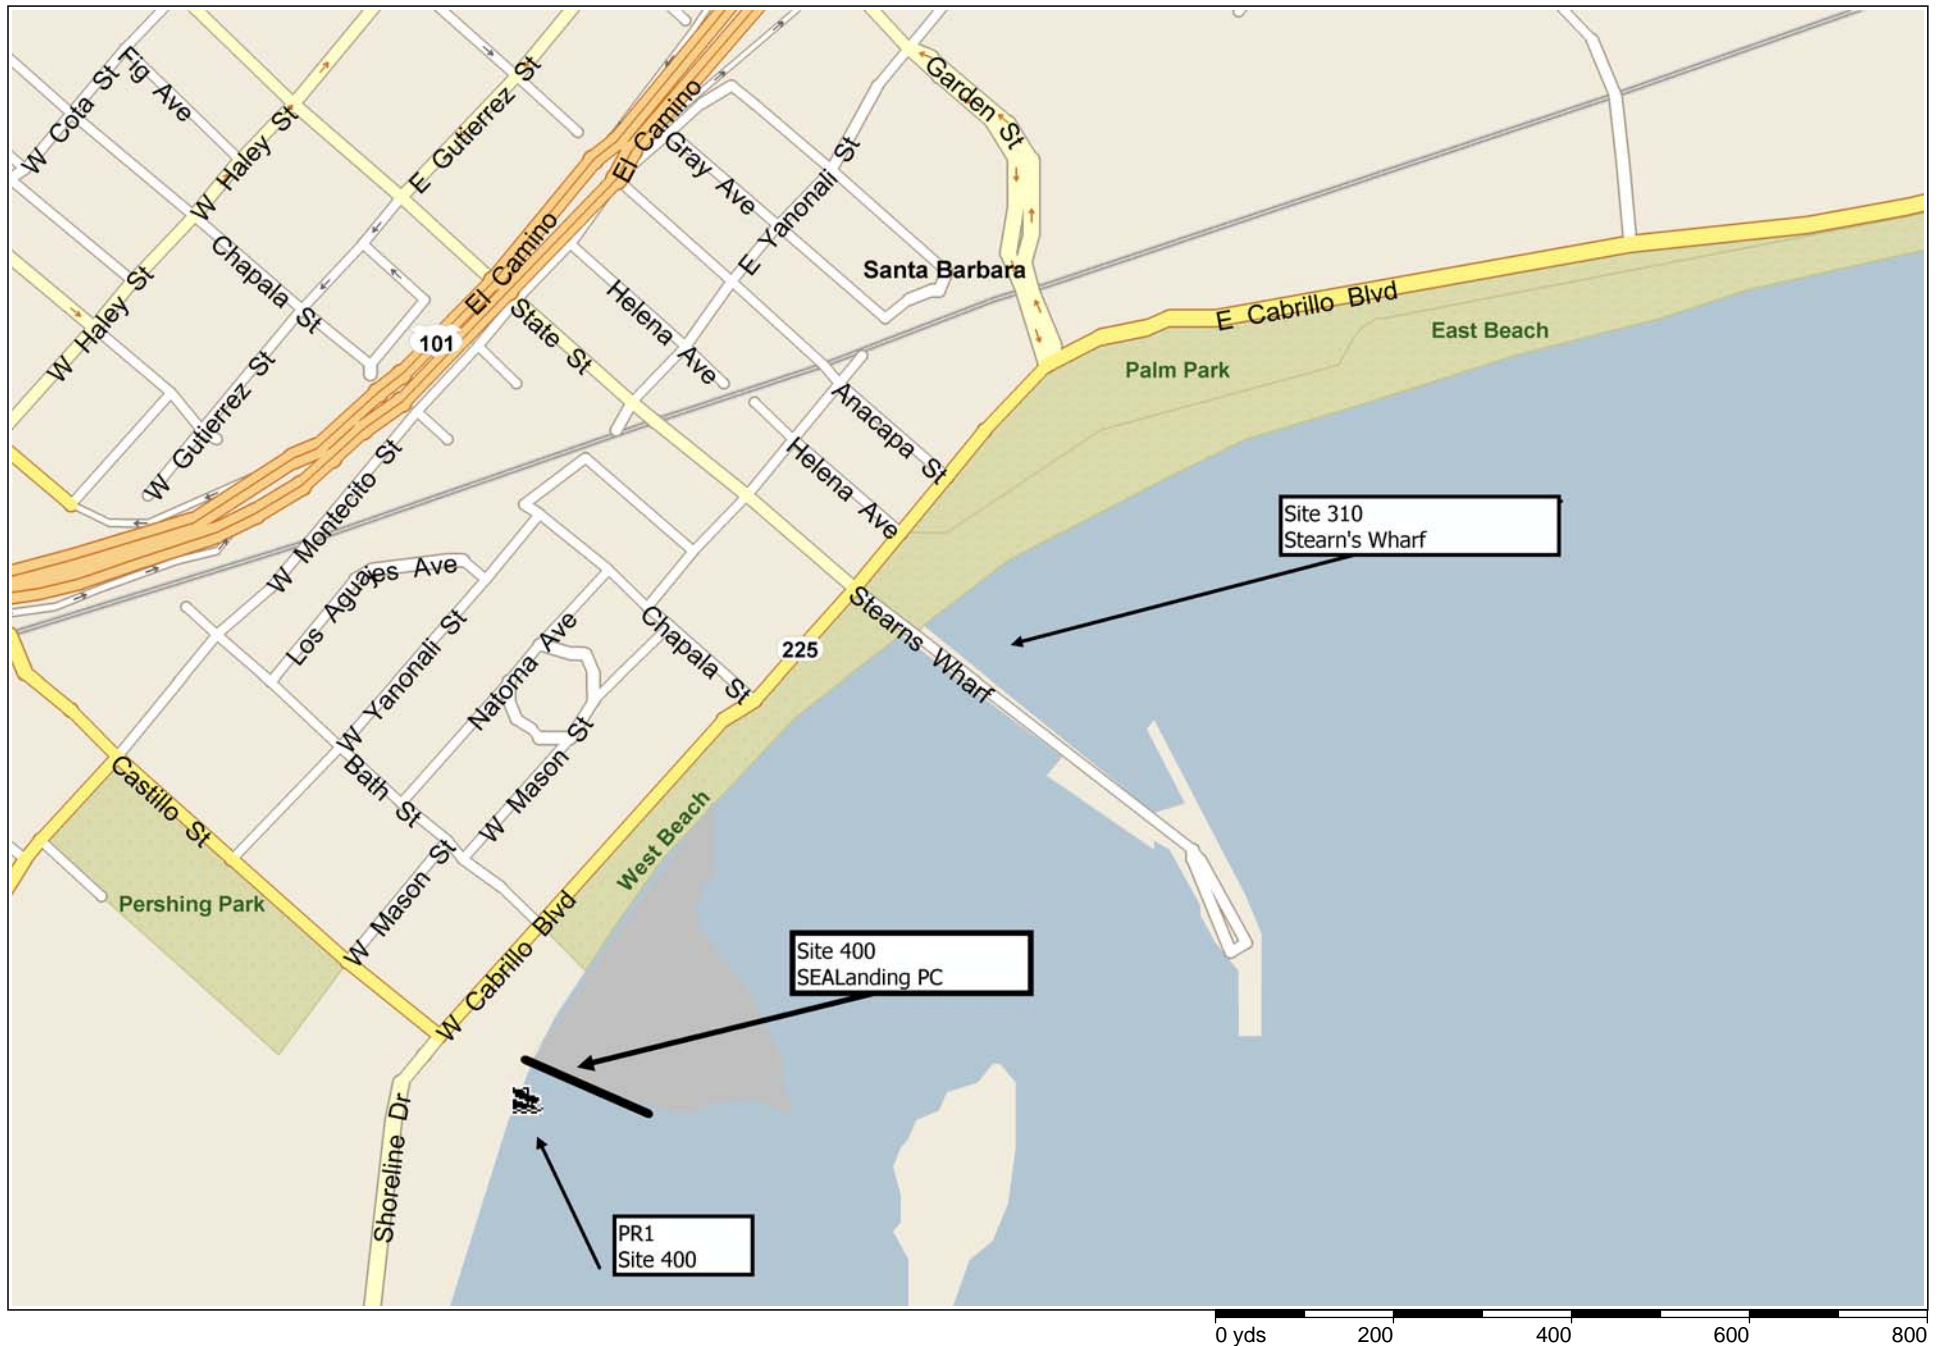 W Cota St
Fig Ave
W Haley St
E Gutierrez St
El Camino
Garden St
Gray Ave
E Yanonali St
Santa Barbara
El Camino
Chapala St
W Haley St
101
State St
Helena Ave
E Cabrillo Blvd
East Beach
Palm Park
W Gutierrez St
Anacapa St
Helena Ave
W Montecito St
Site 310
Stearn's Wharf
Los Aguajes Ave
W Yanonali St
Natoma Ave
Chapala St
225
Stearns Wharf
Castillo St
Bath St
W Mason St
West Beach
Pershing Park
W Mason St
W Cabrillo Blvd
Site 400
SEALanding PC
Shoreline Dr
PR1
Site 400
0 yds 200 400 600 800